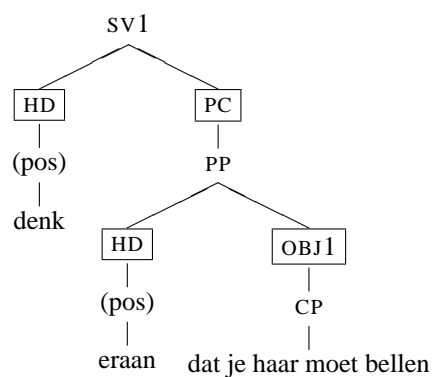 SV1
HD PC
(pos) PP
denk
HD OBJ1
(pos) CP
eraan dat je haar moet bellen